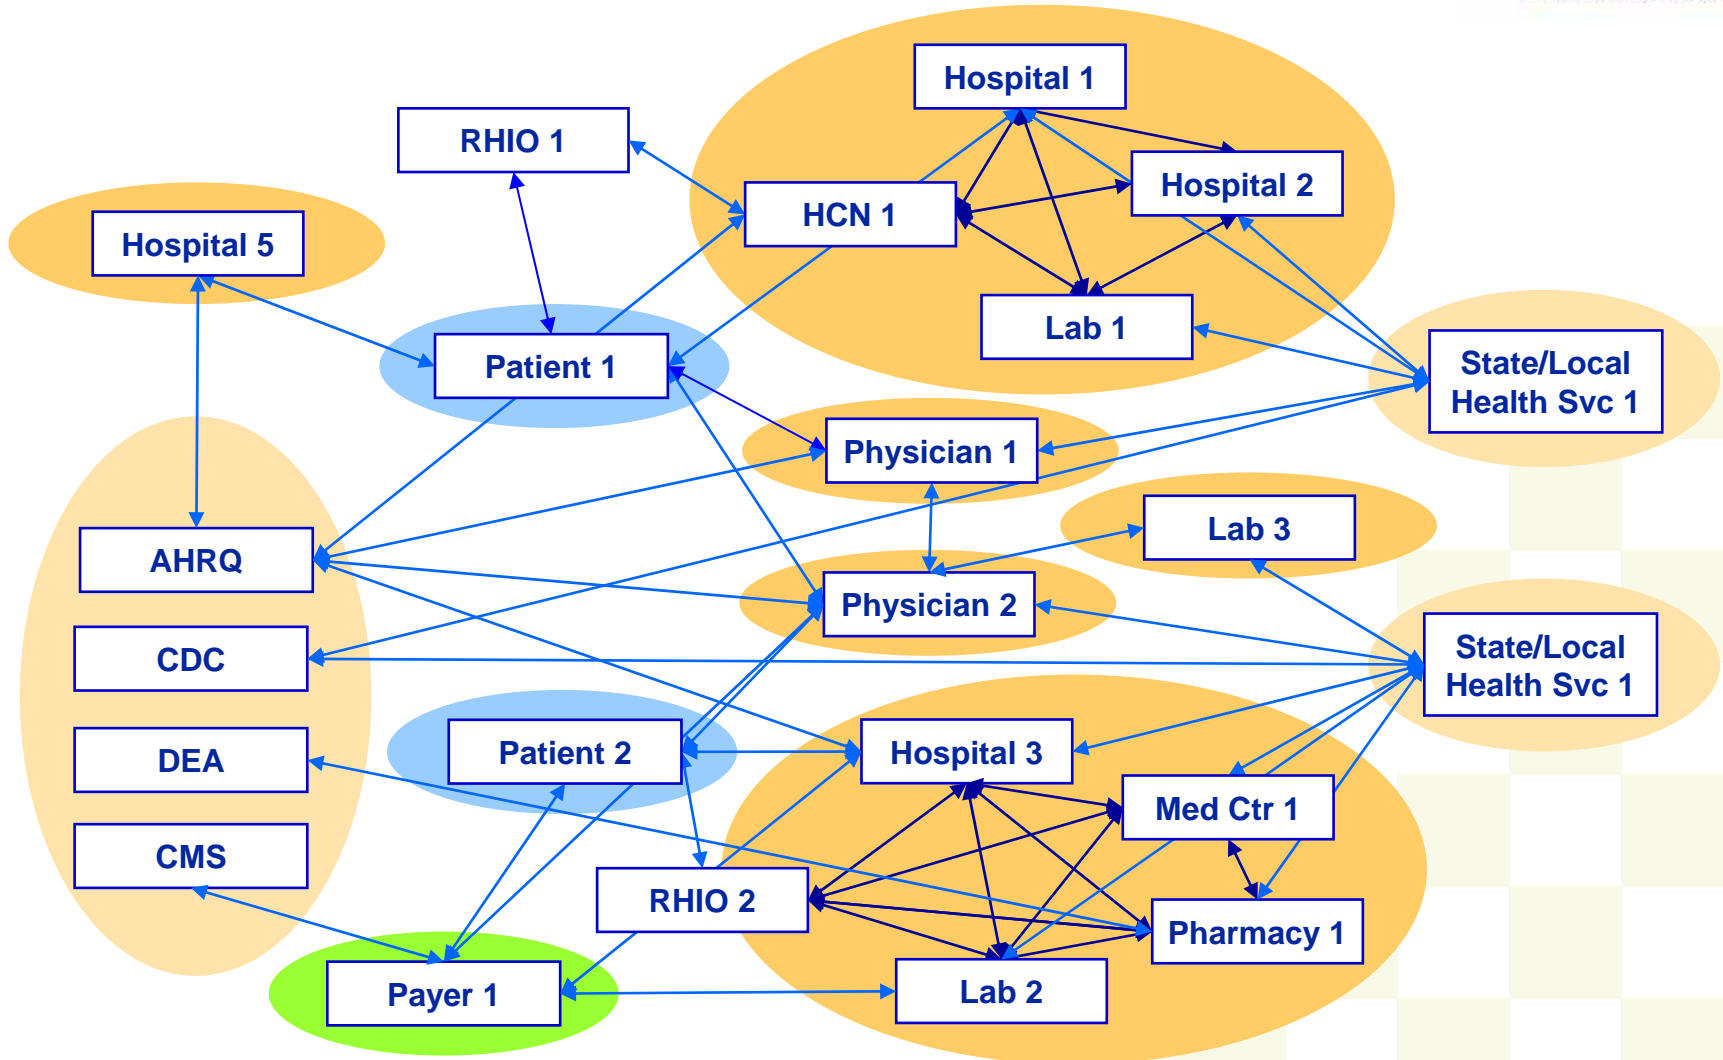 Hospital 1
RHIO 1
Hospital 2
HCN 1
Hospital 5
Lab 1
Patient 1
State/Local
Health Svc 1
Physician 1
Lab 3
AHRQ
Physician 2
CDC
State/Local
Health Svc 1
Patient 2
Hospital 3
DEA
Med Ctr 1
CMS
RHIO 2
Pharmacy 1
Payer 1
Lab 2